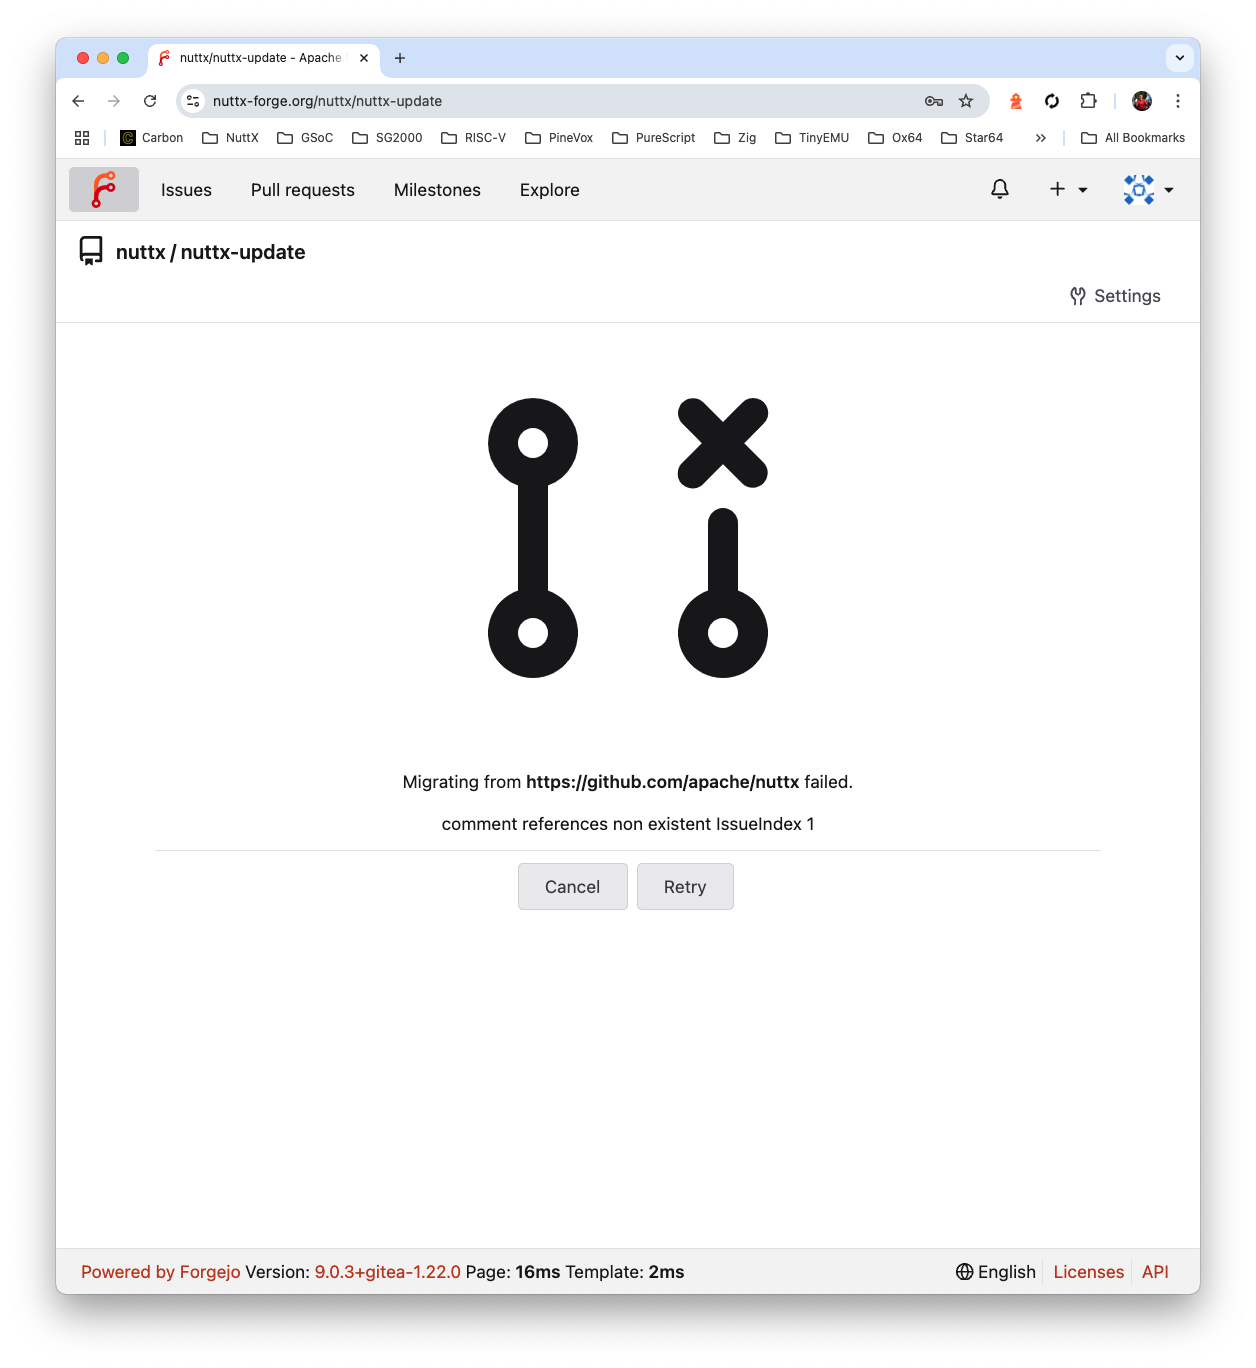 nuttx/nuttx-update - Apache
nuttx-forge.org/nuttx/nuttx-update
Carbon NuttX GSoC SG2000 RISC-V PineVox PureScript Zig TinyEMU Ox64 Star64 All Bookmarks
Issues Pull requests Milestones Explore
nuttx / nuttx-update
Settings
Migrating from https://github.com/apache/nuttx failed.
comment references non existent IssueIndex 1
Cancel Retry
Powered by Forgejo Version: 9.0.3+gitea-1.22.0 Page: 16ms Template: 2ms English Licenses API